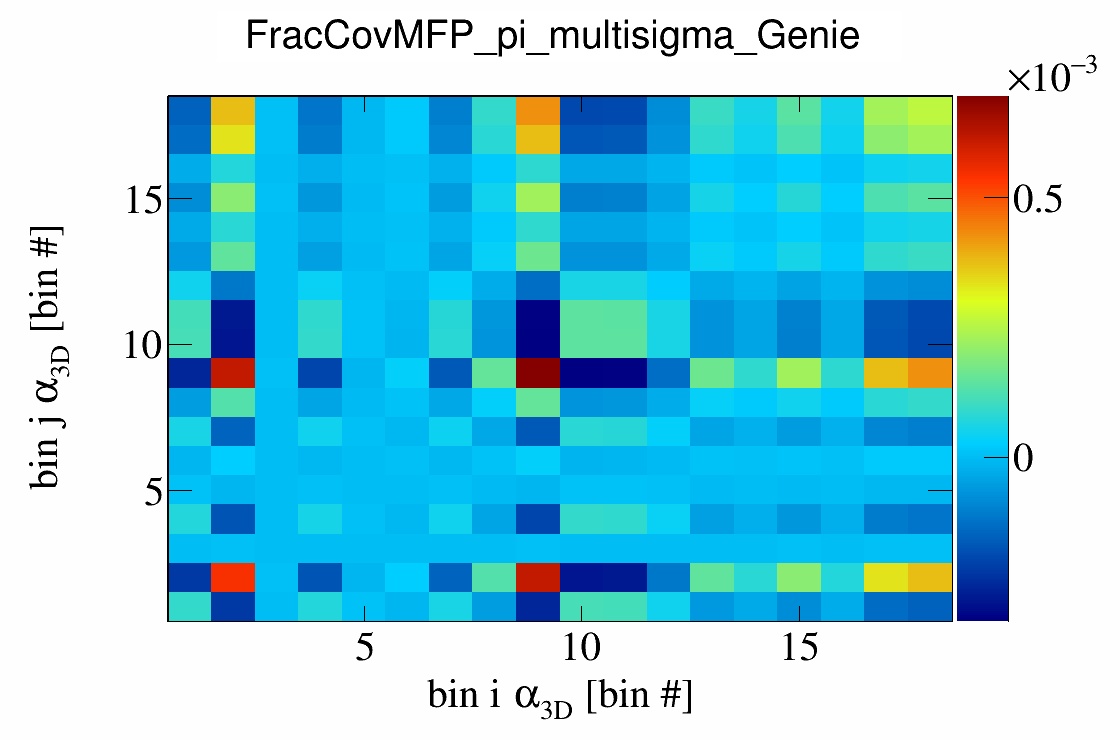 FracCovMFP_pi_multisigma_Genie
×10⁻³
0.5
0
15
10
5
bin j α3D [bin #]
5 10 15
bin i α3D [bin #]